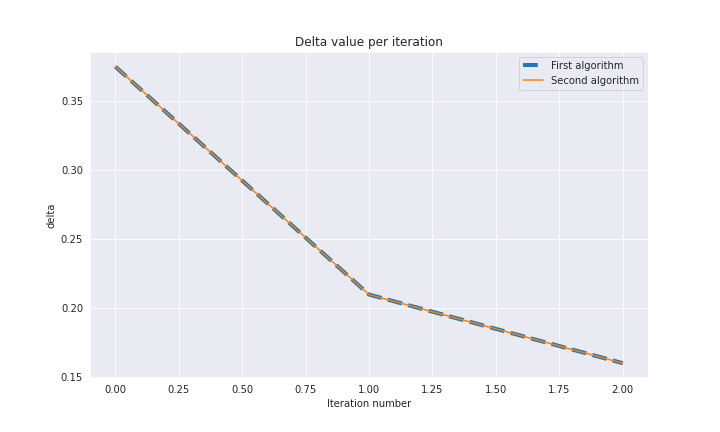 Delta value per iteration
First algorithm
Second algorithm
0.35
0.30
0.25
0.20
0.15
delta
0.00 0.25 0.50 0.75 1.00 1.25 1.50 1.75 2.00
Iteration number